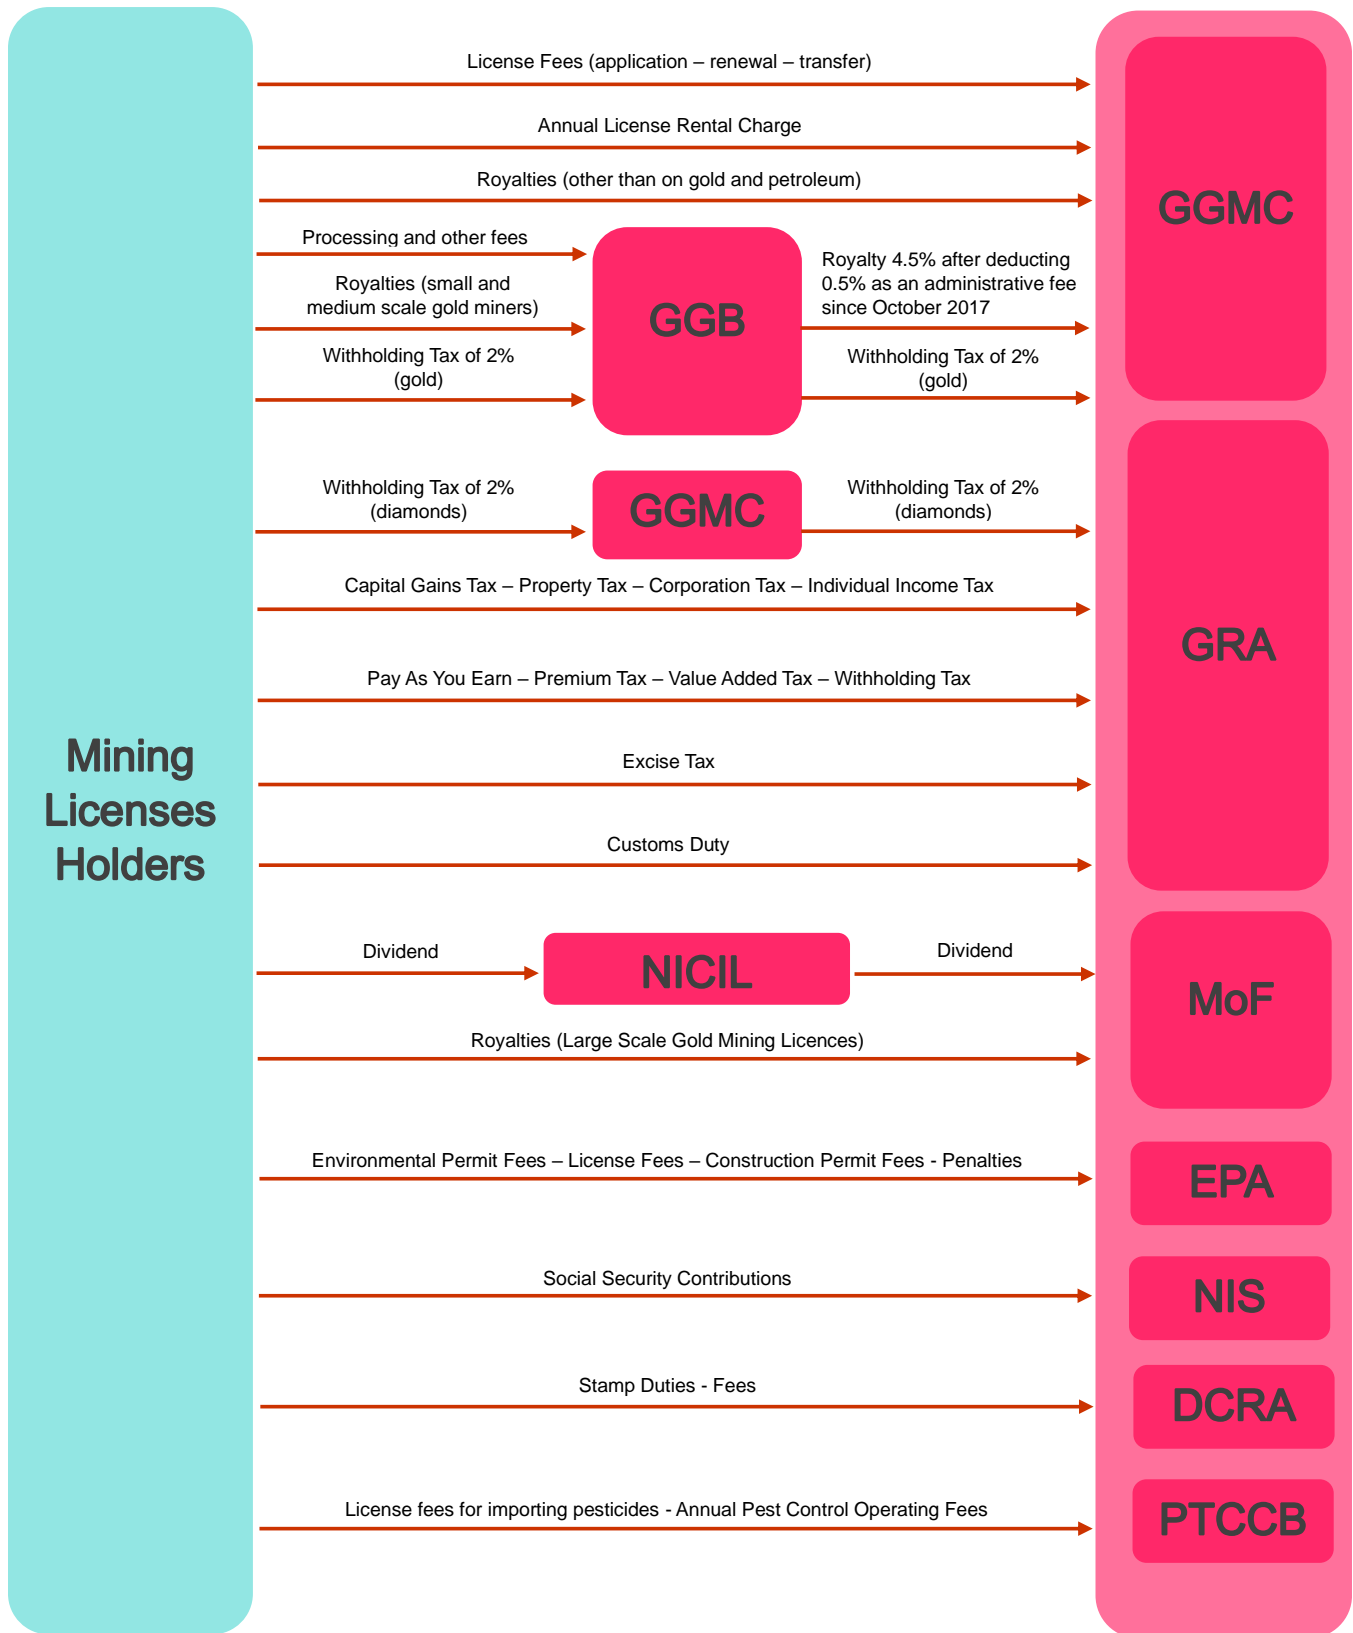 License Fees (application – renewal – transfer)
Annual License Rental Charge
Royalties (other than on gold and petroleum)
GGMC
Processing and other fees
Royalties (small and
medium scale gold miners)
Withholding Tax of 2%
(gold)
GGB
Royalty 4.5% after deducting
0.5% as an administrative fee
since October 2017
Withholding Tax of 2%
(gold)
Withholding Tax of 2%
(diamonds)
GGMC
Withholding Tax of 2%
(diamonds)
Capital Gains Tax – Property Tax – Corporation Tax – Individual Income Tax
GRA
Pay As You Earn – Premium Tax – Value Added Tax – Withholding Tax
Excise Tax
Mining
Licenses
Holders
Customs Duty
Dividend
NICIL
Dividend
MoF
Royalties (Large Scale Gold Mining Licences)
Environmental Permit Fees – License Fees – Construction Permit Fees - Penalties
EPA
Social Security Contributions
NIS
Stamp Duties - Fees
DCRA
License fees for importing pesticides - Annual Pest Control Operating Fees
PTCCB